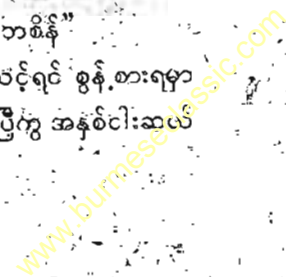 ဘစိန်”
သင့်ရင် စွန့်စားရမှာ
ပြီကွ အနှစ်ငါးဆယ်
www.burmeseclassic.com